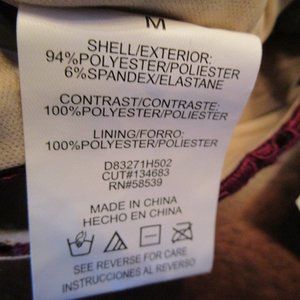 M
SHELL/EXTERIOR:
94%POLYESTER/POLIESTER
6%SPANDEX/ELASTANE
CONTRAST/CONTRASTE:
100%POLYESTER/POLIESTER
LINING/FORRO:
100%POLYESTER/POLIESTER
D83271H502
CUT#134683
RN#58539
MADE IN CHINA
HECHO EN CHINA
SEE REVERSE FOR CARE
INSTRUCCIONES AL REVERSO